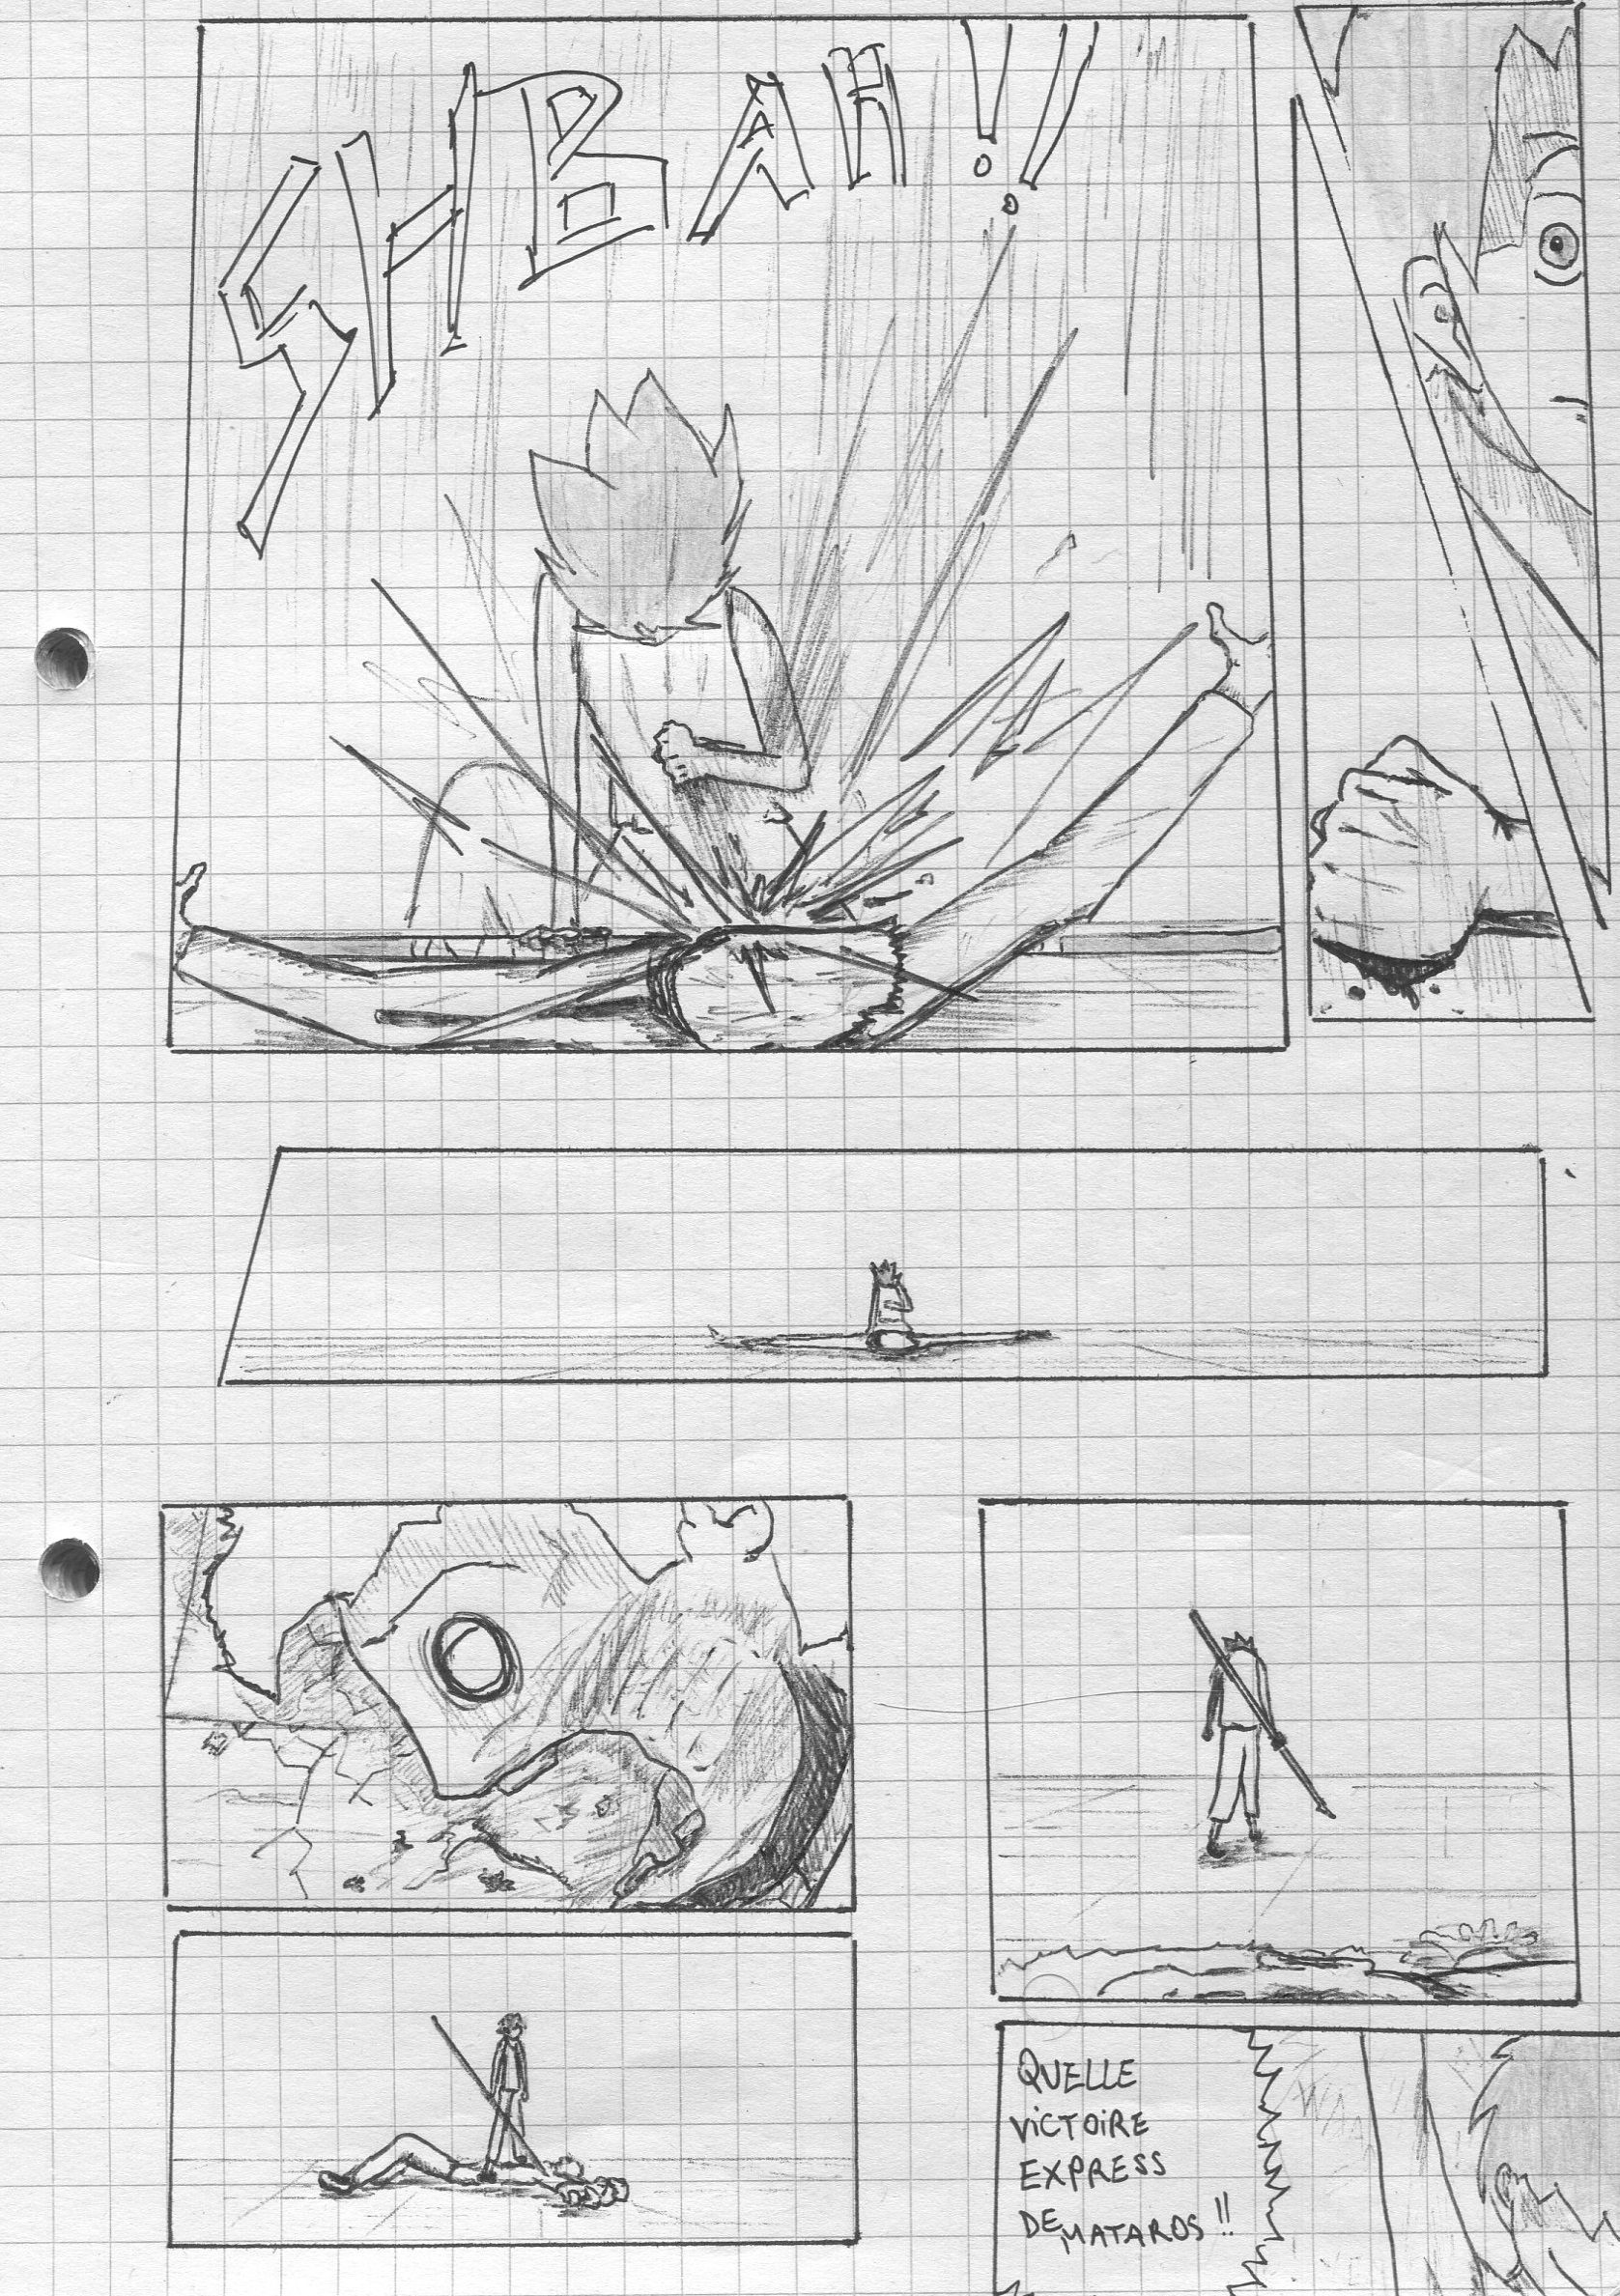 SHBAH!!
QUELLE
ViCTOiRE
EXPRESS
DE MATAROS !!